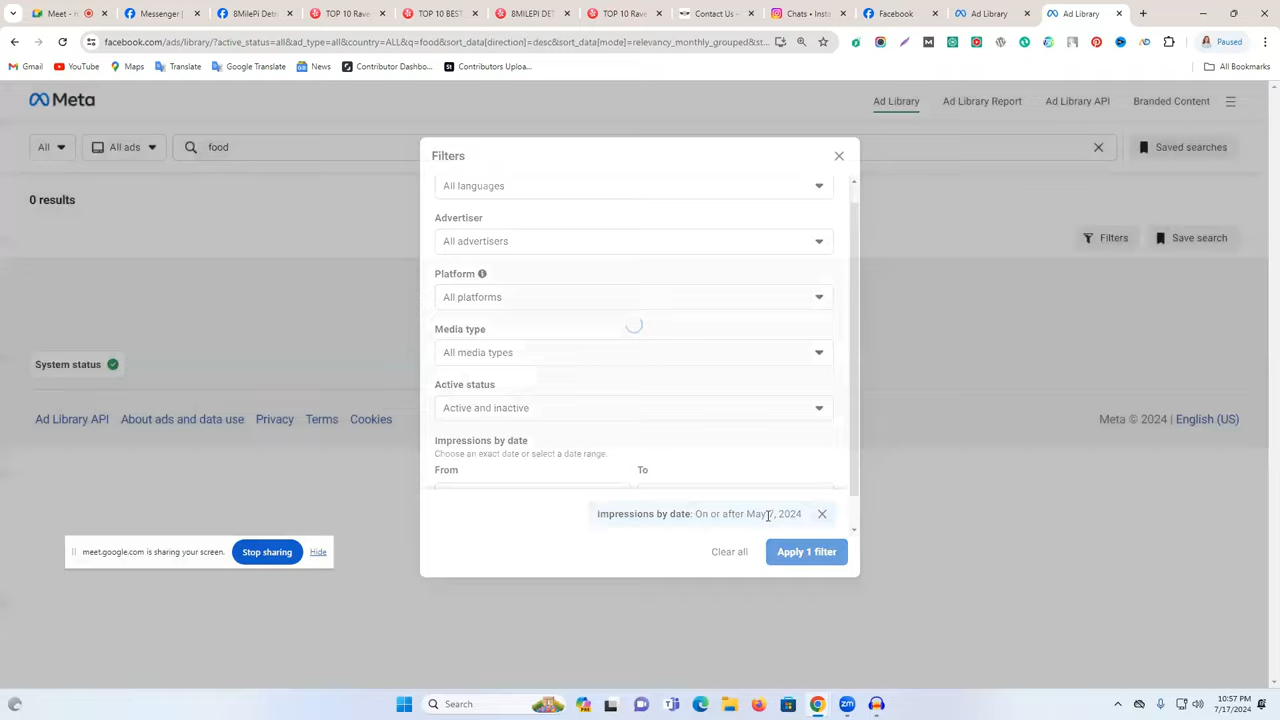 Meet
Messenger |
8MilePi Detro
TOP 10 Rave
TOP 10 BEST
8MILEPI DET
TOP 10 Rave
Contact Us
Chats • Insta
Facebook
Ad Library
Ad Library
facebook.com/ads/library/?active_status=all&ad_type=all&country=ALL&q=food&sort_data[direction]=desc&sort_data[mode]=relevancy_monthly_grouped&st...
Paused
Gmail
YouTube
Maps
Translate
Google Translate
News
Contributor Dashbo...
Contributors Uploa...
All Bookmarks
Meta
Ad Library
Ad Library Report
Ad Library API
Branded Content
All
All ads
food
Saved searches
0 results
Filters
Save search
Filters
All languages
Advertiser
All advertisers
Platform
All platforms
Media type
All media types
Active status
Active and inactive
Impressions by date
Choose an exact date or select a date range.
From
To
Impressions by date: On or after May 7, 2024
Clear all
Apply 1 filter
System status
Ad Library API
About ads and data use
Privacy
Terms
Cookies
Meta © 2024 | English (US)
meet.google.com is sharing your screen.
Stop sharing
Hide
Search
10:57 PM
7/17/2024